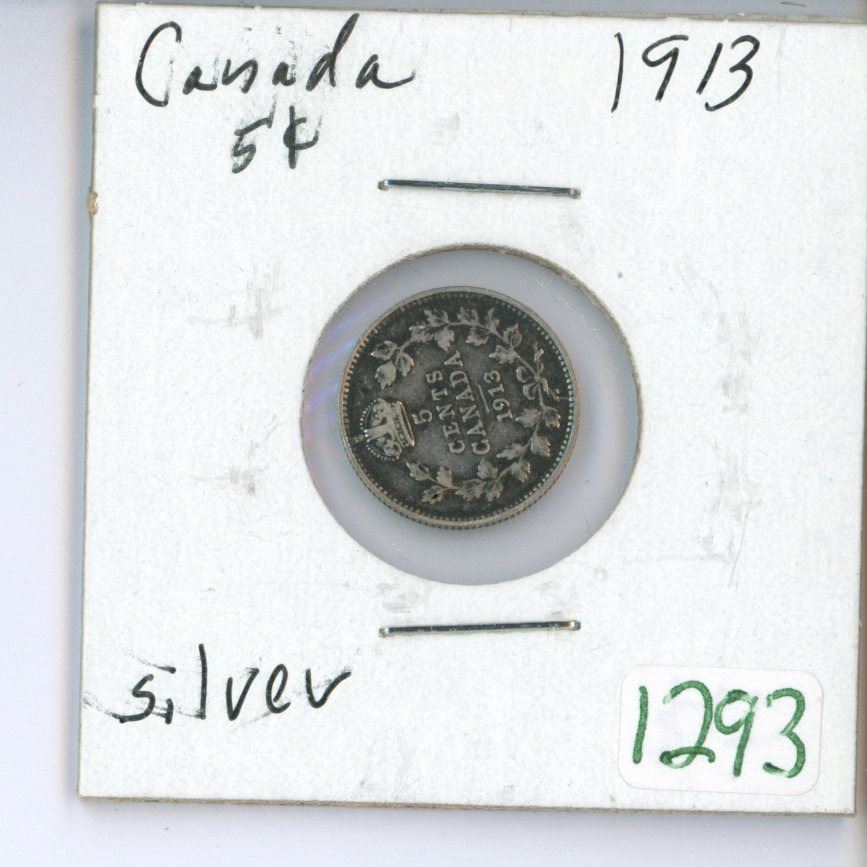 Canada 1913
5¢
5
CENTS
CANADA
1913
silver
1293